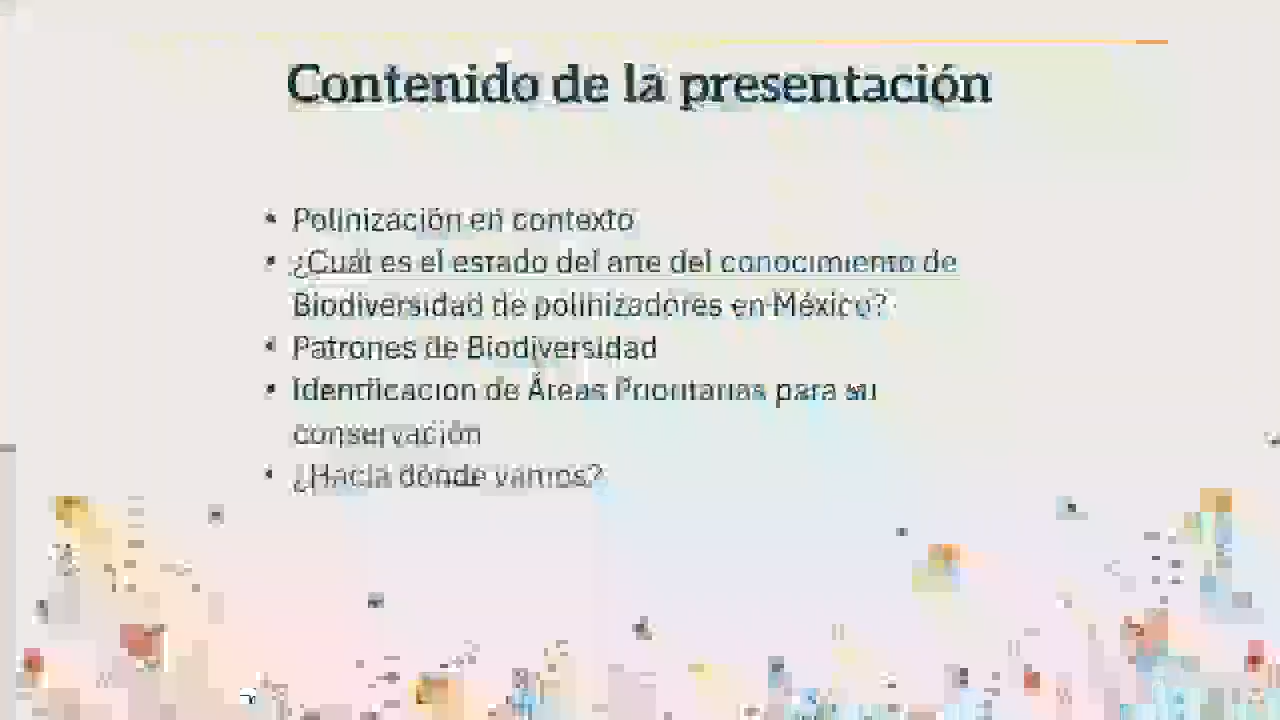 Contenido de la presentación
• Polinización en contexto
• ¿Cuál es el estado del arte del conocimiento de
Biodiversidad de polinizadores en México?
• Patrones de Biodiversidad
• Identificación de Áreas Prioritarias para su
conservación
• ¿Hacia dónde vamos?